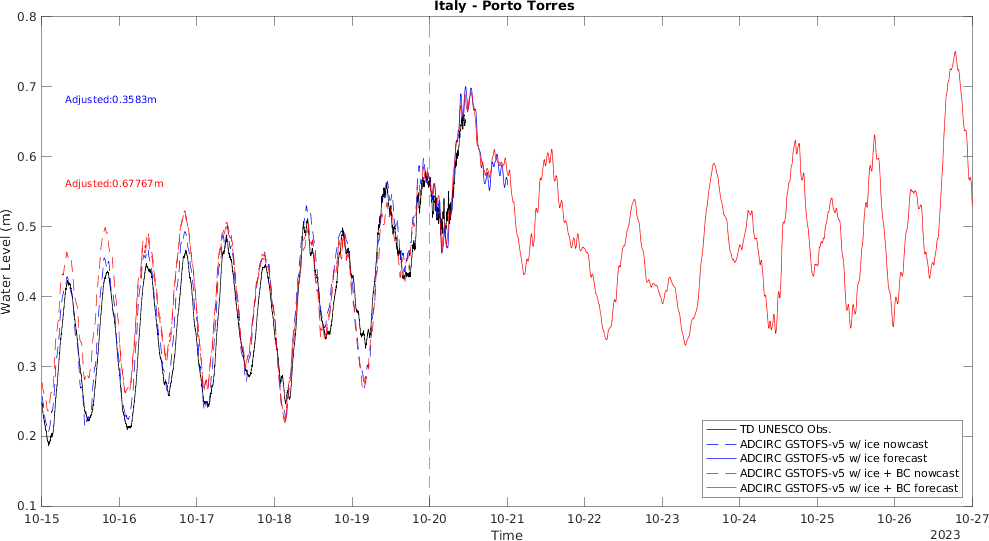 Italy - Porto Torres
0.8
0.7
0.6
0.5
0.4
0.3
0.2
0.1
Water Level (m)
Adjusted:0.3583m
Adjusted:0.67767m
TD UNESCO Obs.
ADCIRC GSTOFS-v5 w/ ice nowcast
ADCIRC GSTOFS-v5 w/ ice forecast
ADCIRC GSTOFS-v5 w/ ice + BC nowcast
ADCIRC GSTOFS-v5 w/ ice + BC forecast
10-15 10-16 10-17 10-18 10-19 10-20 10-21 10-22 10-23 10-24 10-25 10-26 10-27
Time
2023